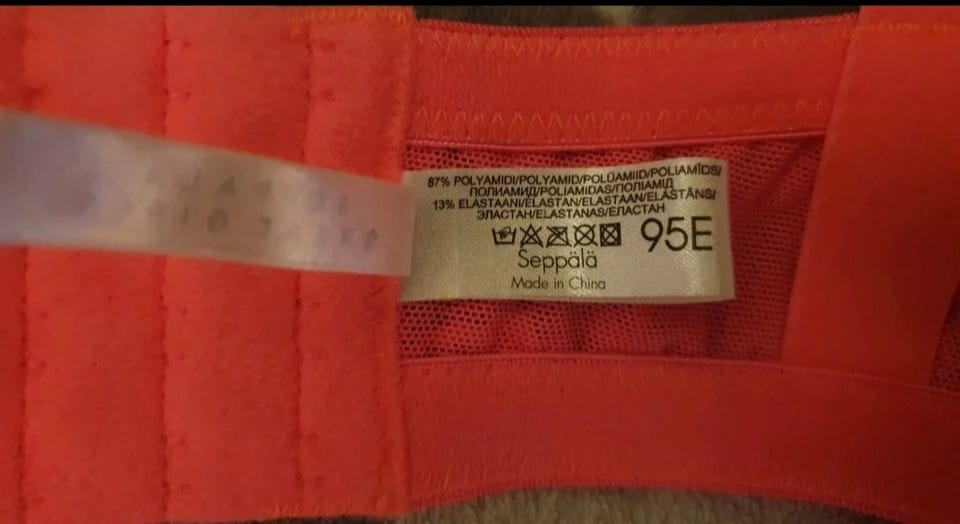 87% POLYAMIDI/POLYAMID/POLÜAMIID/POLIAMĪDS/
ПОЛИАМИД/POLIAMIDAS/ПОЛІАМІД
13% ELASTAANI/ELASTAN/ELASTAAN/ELASTĀNS/
ЭЛАСТАН/ELASTANAS/ЕЛАСТАН
95E
Seppälä
Made in China